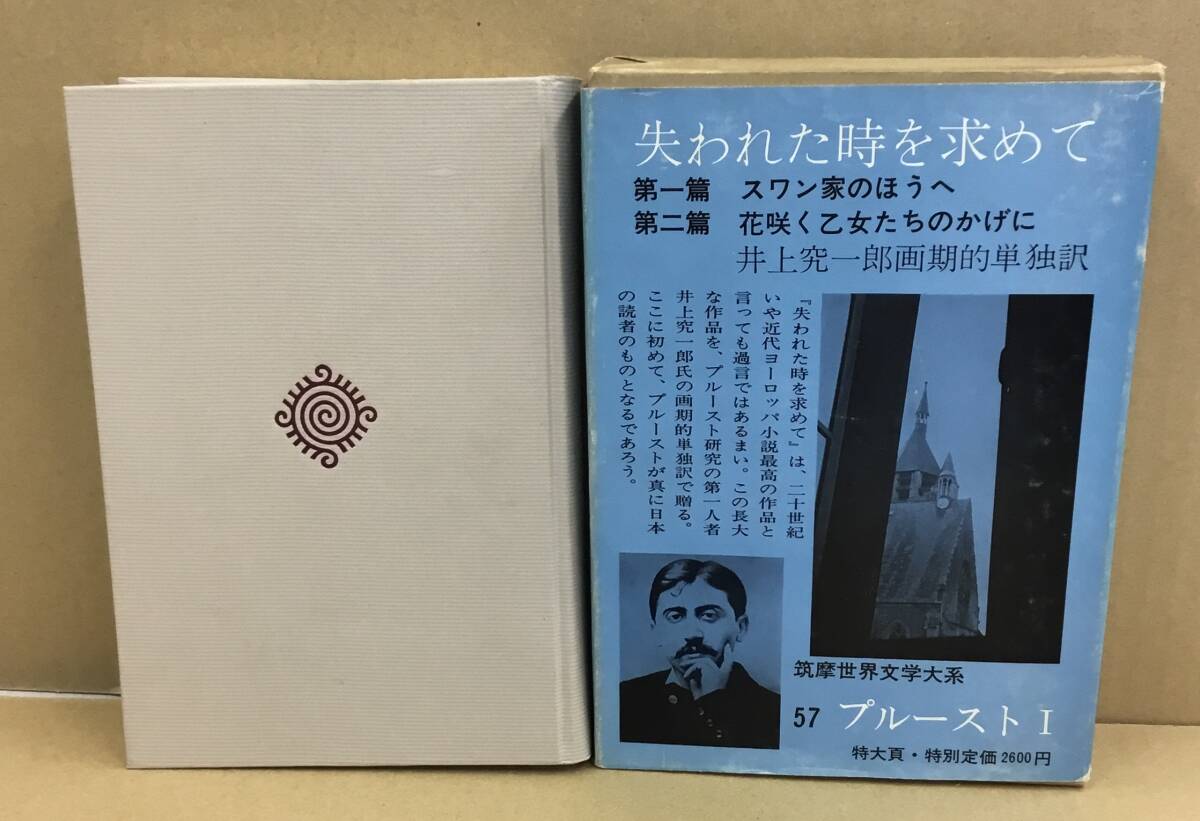 失われた時を求めて
第一篇 スワン家のほうへ
第二篇 花咲く乙女たちのかげに
井上究一郎画期的単独訳
『失われた時を求めて』は、二十世紀
いや近代ヨーロッパ小説最高の作品と
言っても過言ではあるまい。この長大
な作品を、プルースト研究の第一人者
井上究一郎氏の画期的単独訳で贈る。
ここに初めて、プルーストが真に日本
の読者のものとなるであろう。
筑摩世界文学大系
57 プルーストⅠ
特大頁・特別定価2600円